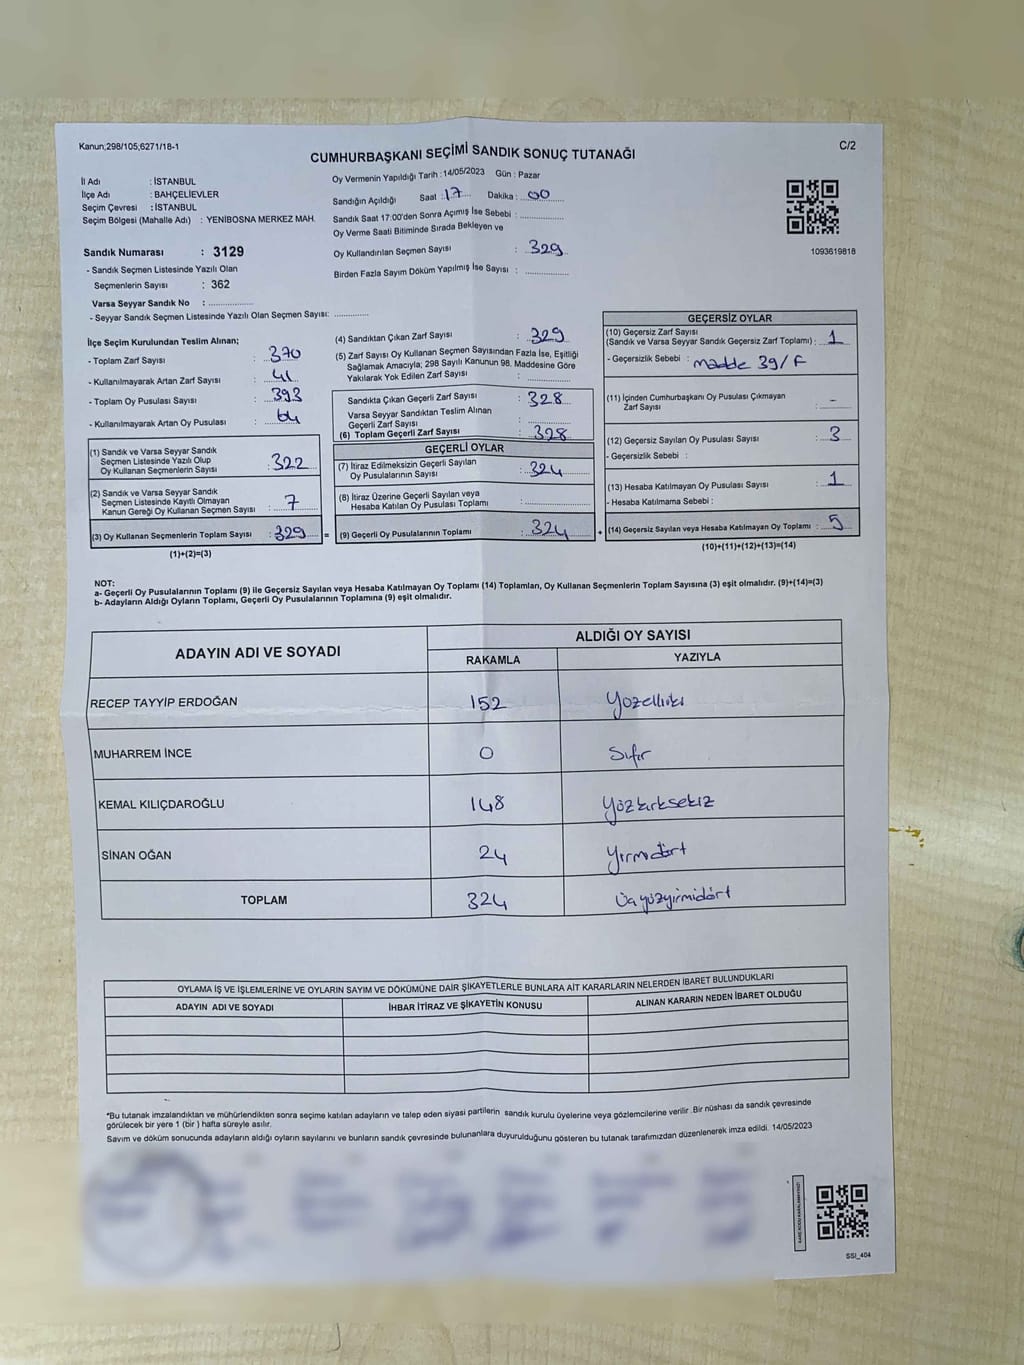 Kanun;298/105;6271/18-1
C/2
CUMHURBAŞKANI SEÇİMİ SANDIK SONUÇ TUTANAĞI
İl Adı : İSTANBUL
İlçe Adı : BAHÇELİEVLER
Seçim Çevresi : İSTANBUL
Seçim Bölgesi (Mahalle Adı) : YENİBOSNA MERKEZ MAH.
Sandık Numarası : 3129
- Sandık Seçmen Listesinde Yazılı Olan
Seçmenlerin Sayısı : 362
Varsa Seyyar Sandık No : ..............
- Seyyar Sandık Seçmen Listesinde Yazılı Olan Seçmen Sayısı: ............
Oy Vermenin Yapıldığı Tarih : 14/05/2023 Gün : Pazar
Sandığın Açıldığı Saat : 17 Dakika : 00
Sandık Saat 17:00'den Sonra Açımış İse Sebebi : ..............
Oy Verme Saati Bitiminde Sırada Bekleyen ve
Oy Kullandırılan Seçmen Sayısı : 329
Birden Fazla Sayım Döküm Yapılmış İse Sayısı : ..............
1093619818
İlçe Seçim Kurulundan Teslim Alınan;
- Toplam Zarf Sayısı : 370
- Kullanılmayarak Artan Zarf Sayısı : 41
- Toplam Oy Pusulası Sayısı : 393
- Kullanılmayarak Artan Oy Pusulası : 64
(1) Sandık ve Varsa Seyyar Sandık
Seçmen Listesinde Yazılı Olup
Oy Kullanan Seçmenlerin Sayısı : 322
(2) Sandık ve Varsa Seyyar Sandık
Seçmen Listesinde Kayıtlı Olmayan
Kanun Gereği Oy Kullanan Seçmen Sayısı : 7
(3) Oy Kullanan Seçmenlerin Toplam Sayısı : 329 =
(1)+(2)=(3)
(4) Sandıktan Çıkan Zarf Sayısı : 329
(5) Zarf Sayısı Oy Kullanan Seçmen Sayısından Fazla İse, Eşitliği
Sağlamak Amacıyla; 298 Sayılı Kanunun 98. Maddesine Göre
Yakılarak Yok Edilen Zarf Sayısı : ..............
Sandıkta Çıkan Geçerli Zarf Sayısı : 328
Varsa Seyyar Sandıktan Teslim Alınan
Geçerli Zarf Sayısı : ..............
(6) Toplam Geçerli Zarf Sayısı : 328
GEÇERLİ OYLAR
(7) İtiraz Edilmeksizin Geçerli Sayılan
Oy Pusulalarının Sayısı : 324
(8) İtiraz Üzerine Geçerli Sayılan veya
Hesaba Katılan Oy Pusulası Toplamı : ..............
(9) Geçerli Oy Pusulalarının Toplamı : 324 +
GEÇERSİZ OYLAR
(10) Geçersiz Zarf Sayısı
(Sandık ve Varsa Seyyar Sandık Geçersiz Zarf Toplamı) : 1
- Geçersizlik Sebebi : madde 39/F
(11) İçinden Cumhurbaşkanı Oy Pusulası Çıkmayan
Zarf Sayısı : -
(12) Geçersiz Sayılan Oy Pusulası Sayısı : 3
- Geçersizlik Sebebi :
(13) Hesaba Katılmayan Oy Pusulası Sayısı : 1
- Hesaba Katılmama Sebebi :
(14) Geçersiz Sayılan veya Hesaba Katılmayan Oy Toplamı : 5
(10)+(11)+(12)+(13)=(14)
NOT:
a- Geçerli Oy Pusulalarının Toplamı (9) ile Geçersiz Sayılan veya Hesaba Katılmayan Oy Toplamı (14) Toplamları, Oy Kullanan Seçmenlerin Toplam Sayısına (3) eşit olmalıdır. (9)+(14)=(3)
b- Adayların Aldığı Oyların Toplamı, Geçerli Oy Pusulalarının Toplamına (9) eşit olmalıdır.
ADAYIN ADI VE SOYADI ALDIĞI OY SAYISI
RAKAMLA YAZIYLA
RECEP TAYYİP ERDOĞAN 152 Yüzelliiki
MUHARREM İNCE 0 Sıfır
KEMAL KILIÇDAROĞLU 148 Yüzkırksekiz
SİNAN OĞAN 24 Yirmidört
TOPLAM 324 Üçyüzyirmidört
OYLAMA İŞ VE İŞLEMLERİNE VE OYLARIN SAYIM VE DÖKÜMÜNE DAİR ŞİKAYETLERLE BUNLARA AİT KARARLARIN NELERDEN İBARET BULUNDUKLARI
ADAYIN ADI VE SOYADI İHBAR İTİRAZ VE ŞİKAYETİN KONUSU ALINAN KARARIN NEDEN İBARET OLDUĞU
*Bu tutanak imzalandıktan ve mühürlendikten sonra seçime katılan adayların ve talep eden siyasi partilerin sandık kurulu üyelerine veya gözlemcilerine verilir .Bir nüshası da sandık çevresinde
görülecek bir yere 1 (bir ) hafta süreyle asılır.
Sayım ve döküm sonucunda adayların aldığı oyların sayılarını ve bunların sandık çevresinde bulunanlara duyurulduğunu gösteren bu tutanak tarafımızdan düzenlenerek imza edildi. 14/05/2023
SSI_404